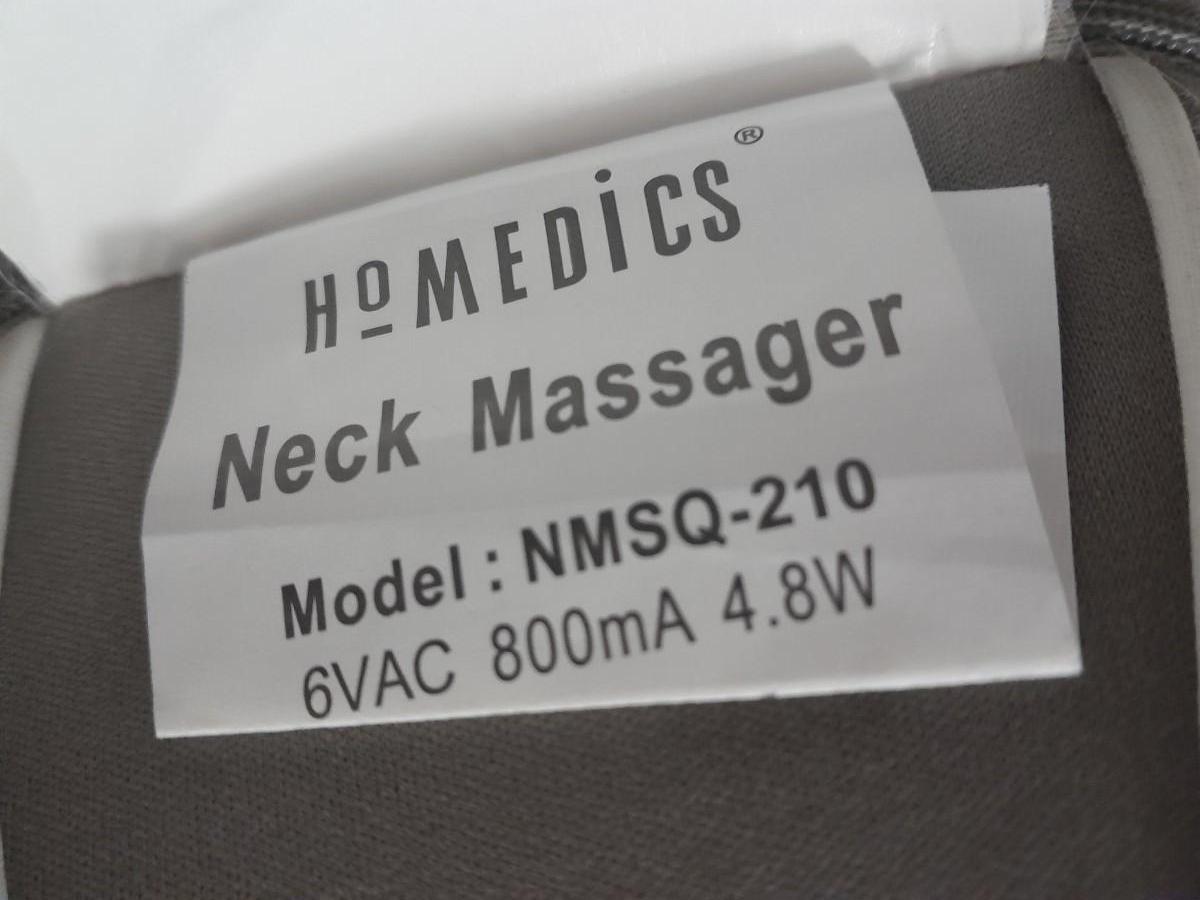 HoMEDiCS®
Neck Massager
Model : NMSQ-210
6VAC 800mA 4.8W